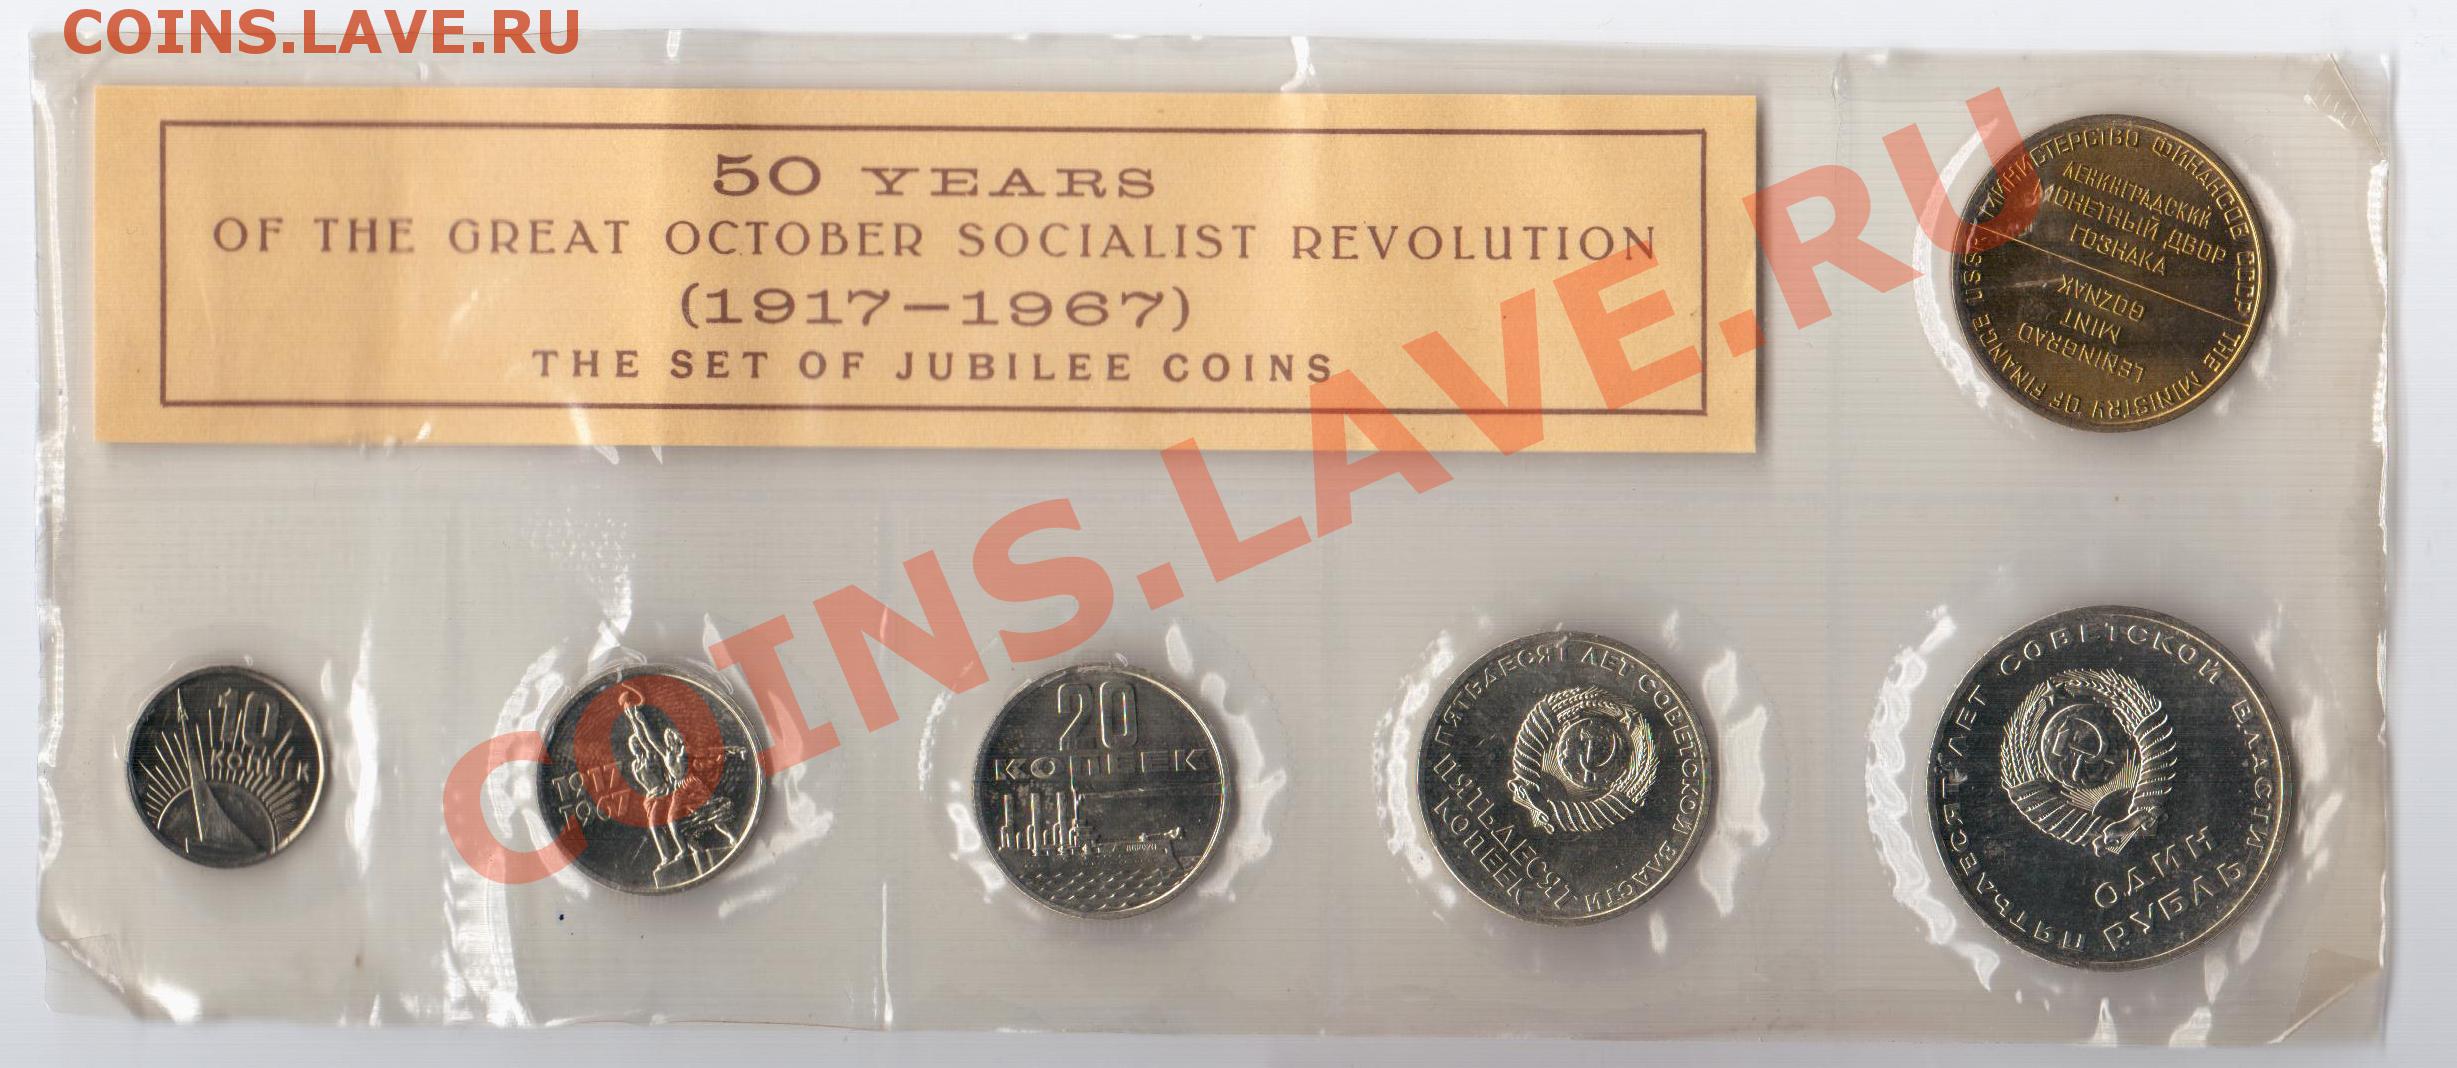 COINS.LAVE.RU
50 YEARS
OF THE GREAT OCTOBER SOCIALIST REVOLUTION
(1917–1967)
THE SET OF JUBILEE COINS
МИНИСТЕРСТВО ФИНАНСОВ СССР
ЛЕНИНГРАДСКИЙ
МОНЕТНЫЙ ДВОР
ГОЗНАКА
THE MINISTRY OF FINANCE USSR
LENINGRAD
MINT
GOZNAK
COINS.LAVE.RU
10
КОПЕЕК
1917
1967
20
КОПЕЕК
ПЯТЬДЕСЯТ ЛЕТ СОВЕТСКОЙ ВЛАСТИ
ПЯТЬДЕСЯТ
КОПЕЕК
ПЯТЬДЕСЯТ ЛЕТ СОВЕТСКОЙ ВЛАСТИ
ОДИН
РУБЛЬ